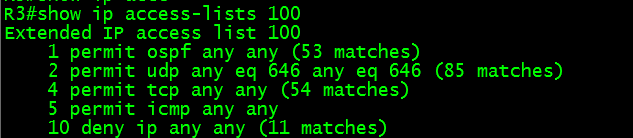 R3#show ip access-lists 100
Extended IP access list 100
1 permit ospf any any (53 matches)
2 permit udp any eq 646 any eq 646 (85 matches)
4 permit tcp any any (54 matches)
5 permit icmp any any
10 deny ip any any (11 matches)